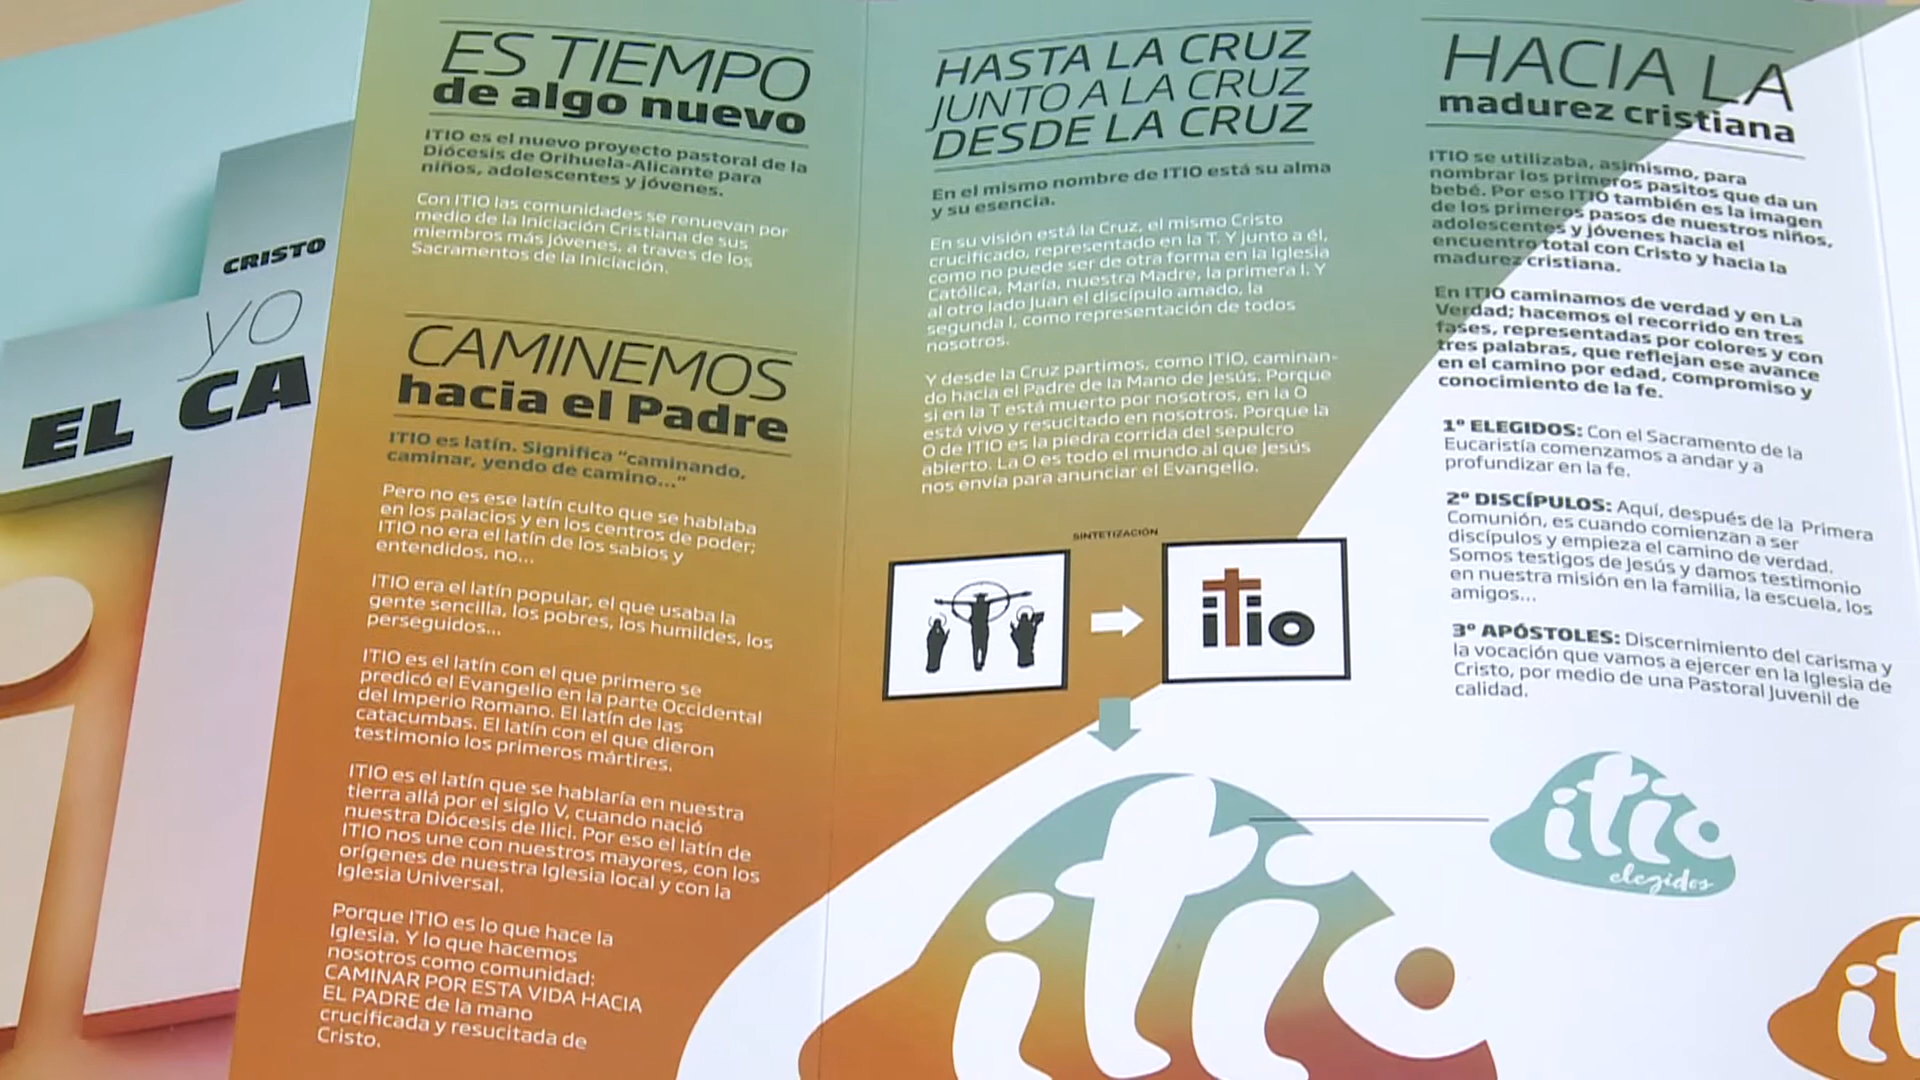 CRISTO
yo
EL CA
ES TIEMPO
de algo nuevo
ITIO es el nuevo proyecto pastoral de la
Diócesis de Orihuela-Alicante para
niños, adolescentes y jóvenes.
Con ITIO las comunidades se renuevan por
medio de la Iniciación Cristiana de sus
miembros más jóvenes, a traves de los
Sacramentos de la Iniciación.
CAMINEMOS
hacia el Padre
ITIO es latín. Significa "caminando,
caminar, yendo de camino..."
Pero no es ese latín culto que se hablaba
en los palacios y en los centros de poder;
ITIO no era el latín de los sabios y
entendidos, no...
ITIO era el latín popular, el que usaba la
gente sencilla, los pobres, los humildes, los
perseguidos...
ITIO es el latín con el que primero se
predicó el Evangelio en la parte Occidental
del Imperio Romano. El latín de las
catacumbas. El latín con el que dieron
testimonio los primeros mártires.
ITIO es el latín que se hablaría en nuestra
tierra allá por el siglo V, cuando nació
nuestra Diócesis de Ilici. Por eso el latín de
ITIO nos une con nuestros mayores, con los
orígenes de nuestra Iglesia local y con la
Iglesia Universal.
Porque ITIO es lo que hace la
Iglesia. Y lo que hacemos
nosotros como comunidad:
CAMINAR POR ESTA VIDA HACIA
EL PADRE de la mano
crucificada y resucitada de
Cristo.
HASTA LA CRUZ
JUNTO A LA CRUZ
DESDE LA CRUZ
En el mismo nombre de ITIO está su alma
y su esencia.
En su visión está la Cruz, el mismo Cristo
crucificado, representado en la T. Y junto a él,
como no puede ser de otra forma en la Iglesia
Católica, María, nuestra Madre, la primera I. Y
al otro lado Juan el discípulo amado, la
segunda I, como representación de todos
nosotros.
Y desde la Cruz partimos, como ITIO, caminan-
do hacia el Padre de la Mano de Jesús. Porque
si en la T está muerto por nosotros, en la O
está vivo y resucitado en nosotros. Porque la
O de ITIO es la piedra corrida del sepulcro
abierto. La O es todo el mundo al que Jesús
nos envía para anunciar el Evangelio.
SINTETIZACIÓN
itio
itio
HACIA LA
madurez cristiana
ITIO se utilizaba, asimismo, para
nombrar los primeros pasitos que da un
bebé. Por eso ITIO también es la imagen
de los primeros pasos de nuestros niños,
adolescentes y jóvenes hacia el
encuentro total con Cristo y hacia la
madurez cristiana.
En ITIO caminamos de verdad y en La
Verdad; hacemos el recorrido en tres
fases, representadas por colores y con
tres palabras, que reflejan ese avance
en el camino por edad, compromiso y
conocimiento de la fe.
1º ELEGIDOS: Con el Sacramento de la
Eucaristía comenzamos a andar y a
profundizar en la fe.
2º DISCÍPULOS: Aquí, después de la Primera
Comunión, es cuando comienzan a ser
discípulos y empieza el camino de verdad.
Somos testigos de Jesús y damos testimonio
en nuestra misión en la familia, la escuela, los
amigos...
3º APÓSTOLES: Discernimiento del carisma y
la vocación que vamos a ejercer en la Iglesia de
Cristo, por medio de una Pastoral Juvenil de
calidad.
itio
elegidos
it